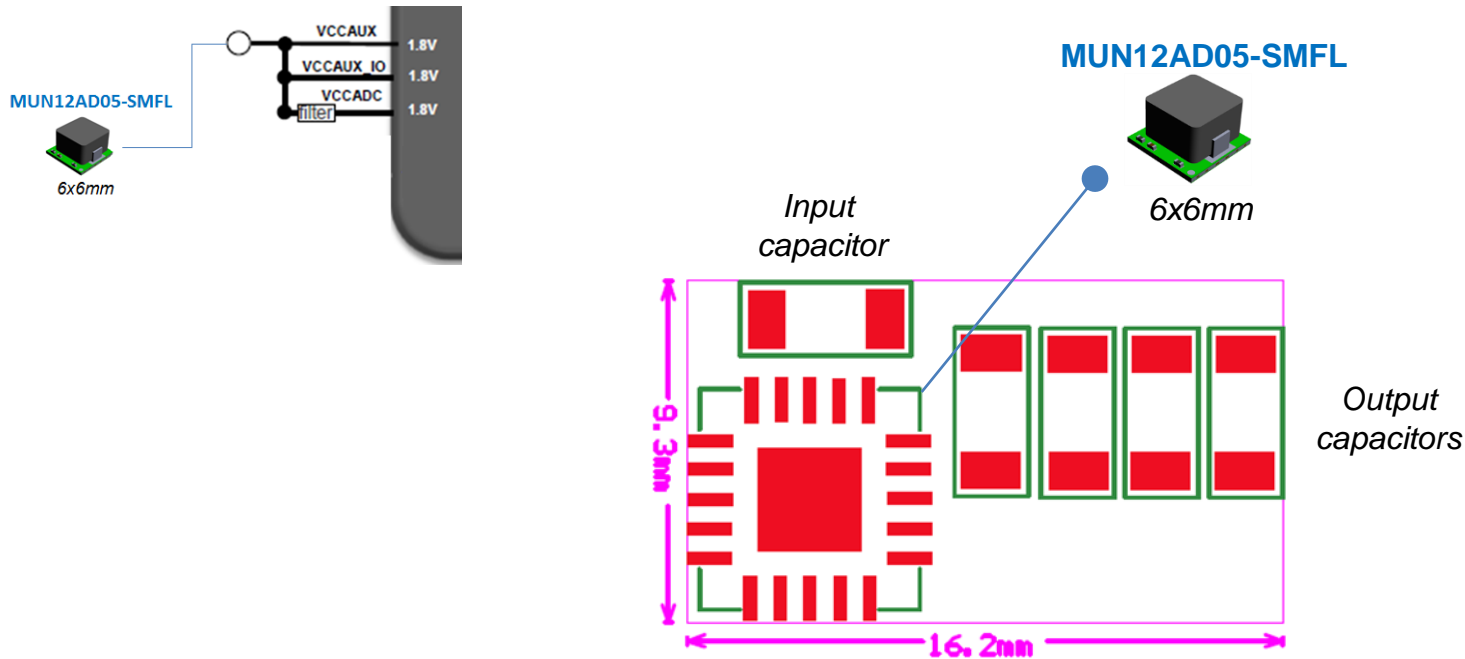 VCCAUX
1.8V
VCCAUX_IO
1.8V
VCCADC
1.8V
filter
MUN12AD05-SMFL
6x6mm
MUN12AD05-SMFL
6x6mm
Input
capacitor
Output
capacitors
9.3mm
16.2mm